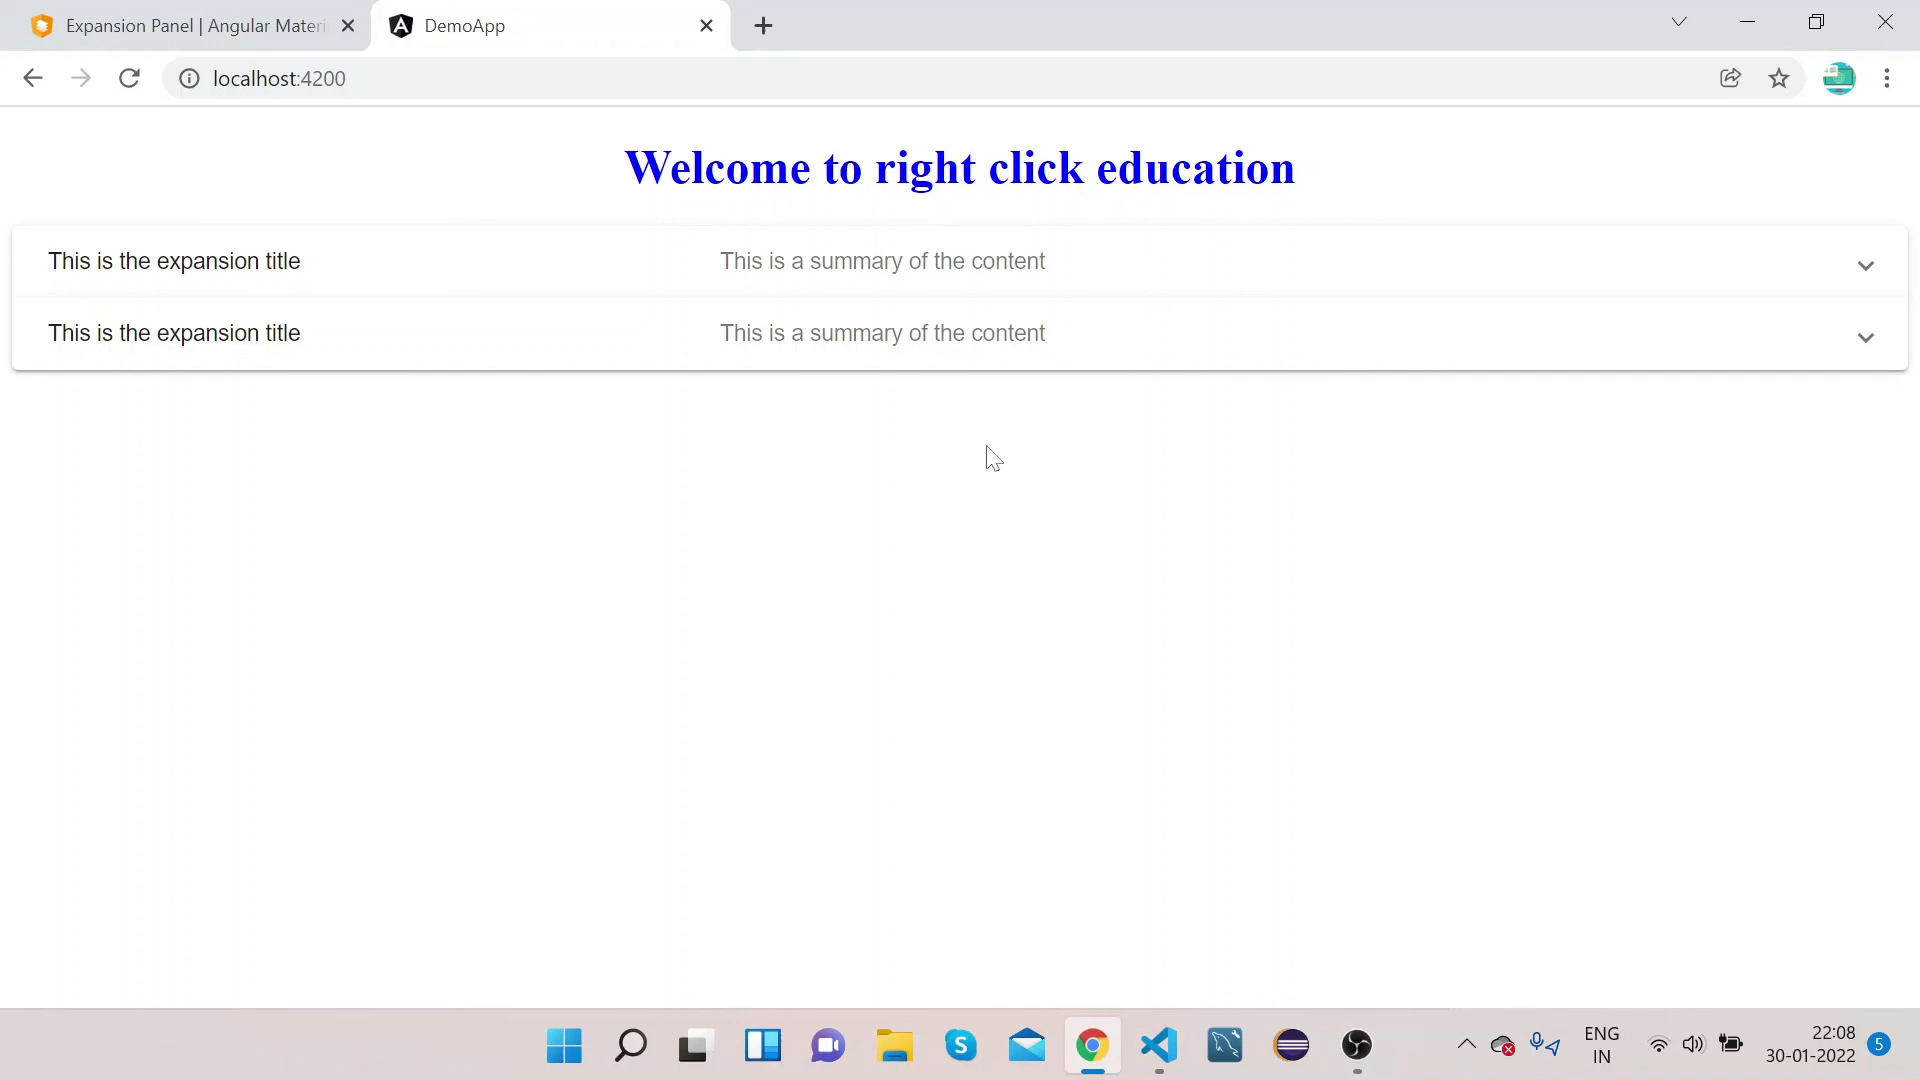 Expansion Panel | Angular Materi
DemoApp
localhost:4200
Welcome to right click education
This is the expansion title This is a summary of the content
This is the expansion title This is a summary of the content
ENG
IN
22:08
30-01-2022
5